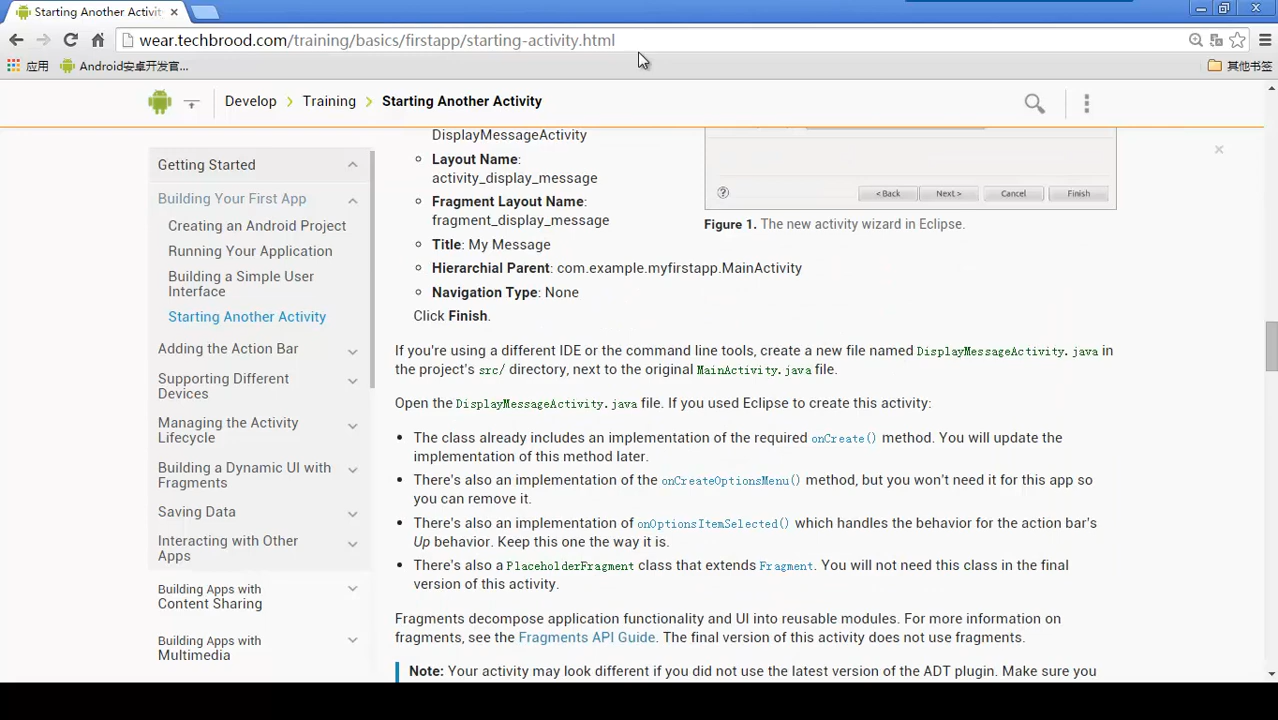 Starting Another Activit
wear.techbrood.com/training/basics/firstapp/starting-activity.html
应用
Android安卓开发官...
其他书签
Develop
Training
Starting Another Activity
Getting Started
Building Your First App
Creating an Android Project
Running Your Application
Building a Simple User
Interface
Starting Another Activity
Adding the Action Bar
Supporting Different
Devices
Managing the Activity
Lifecycle
Building a Dynamic UI with
Fragments
Saving Data
Interacting with Other
Apps
Building Apps with
Content Sharing
Building Apps with
Multimedia
DisplayMessageActivity
Layout Name:
activity_display_message
Fragment Layout Name:
fragment_display_message
Title: My Message
Hierarchial Parent: com.example.myfirstapp.MainActivity
Navigation Type: None
Click Finish.
< Back
Next >
Cancel
Finish
Figure 1. The new activity wizard in Eclipse.
If you're using a different IDE or the command line tools, create a new file named DisplayMessageActivity.java in
the project's src/ directory, next to the original MainActivity.java file.
Open the DisplayMessageActivity.java file. If you used Eclipse to create this activity:
The class already includes an implementation of the required onCreate() method. You will update the
implementation of this method later.
There's also an implementation of the onCreateOptionsMenu() method, but you won't need it for this app so
you can remove it.
There's also an implementation of onOptionsItemSelected() which handles the behavior for the action bar's
Up behavior. Keep this one the way it is.
There's also a PlaceholderFragment class that extends Fragment. You will not need this class in the final
version of this activity.
Fragments decompose application functionality and UI into reusable modules. For more information on
fragments, see the Fragments API Guide. The final version of this activity does not use fragments.
Note: Your activity may look different if you did not use the latest version of the ADT plugin. Make sure you